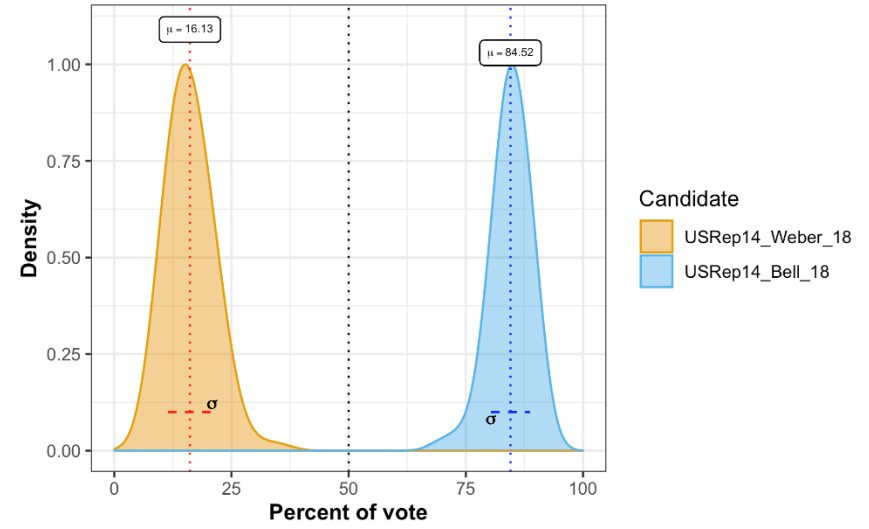 μ = 16.13
μ = 84.52
1.00
0.75
0.50
0.25
0.00
Density
σ
σ
0
25
50
75
100
Percent of vote
Candidate
USRep14_Weber_18
USRep14_Bell_18